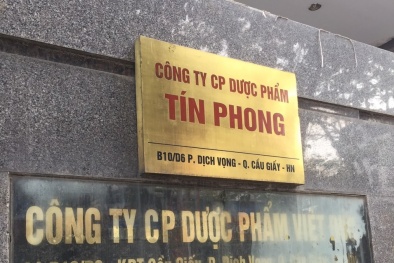 CÔNG TY CP DƯỢC PHẨM
TÍN PHONG
B10/D6 P. DỊCH VỌNG - Q. CẦU GIẤY - HN
CÔNG TY CP DƯỢC PHẨM VIỆT